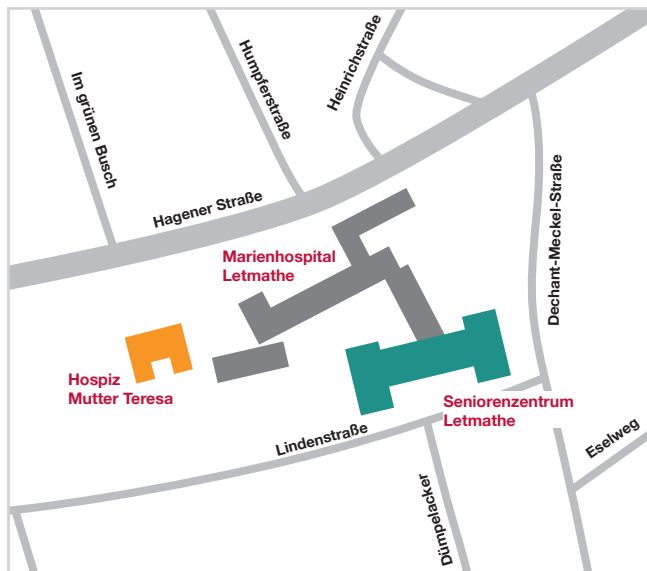 Im grünen Busch
Humpferstraße
Heinrichstraße
Hagener Straße
Dechant-Meckel-Straße
Marienhospital
Letmathe
Hospiz
Mutter Teresa
Seniorenzentrum
Letmathe
Lindenstraße
Eselweg
Dümpelacker